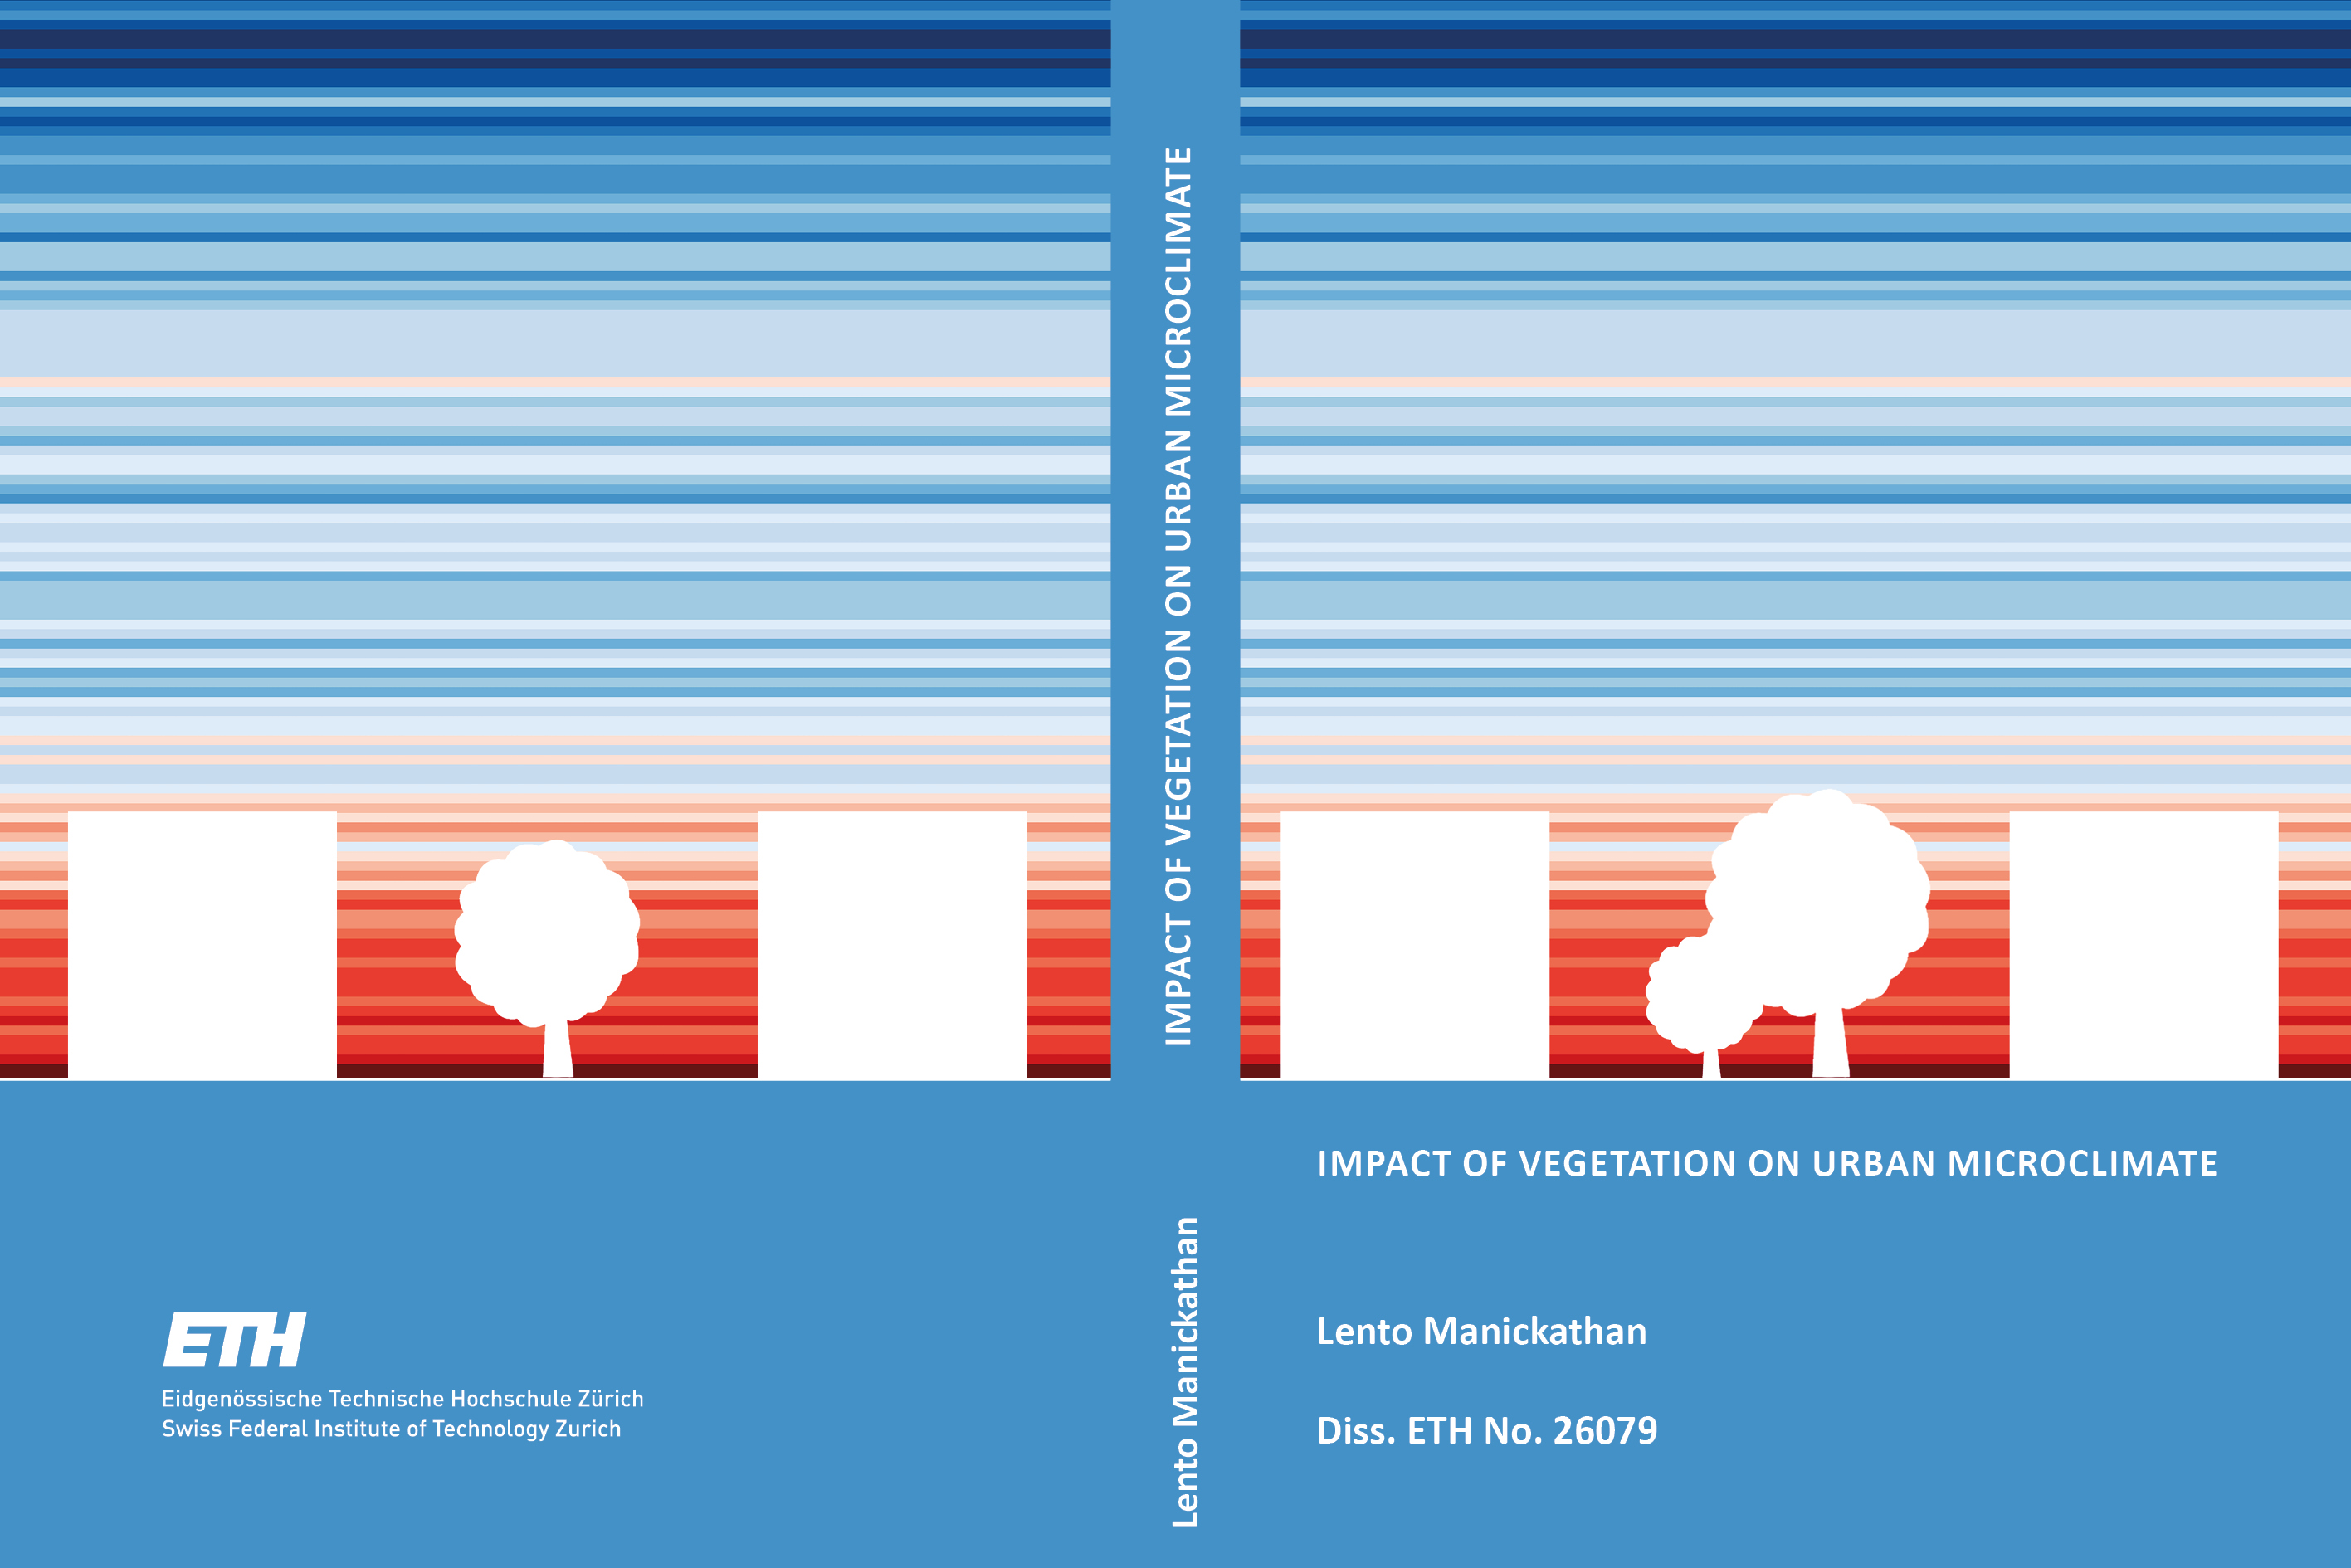 ETH
Eidgenössische Technische Hochschule Zürich
Swiss Federal Institute of Technology Zurich
IMPACT OF VEGETATION ON URBAN MICROCLIMATE
Lento Manickathan
IMPACT OF VEGETATION ON URBAN MICROCLIMATE
Lento Manickathan
Diss. ETH No. 26079